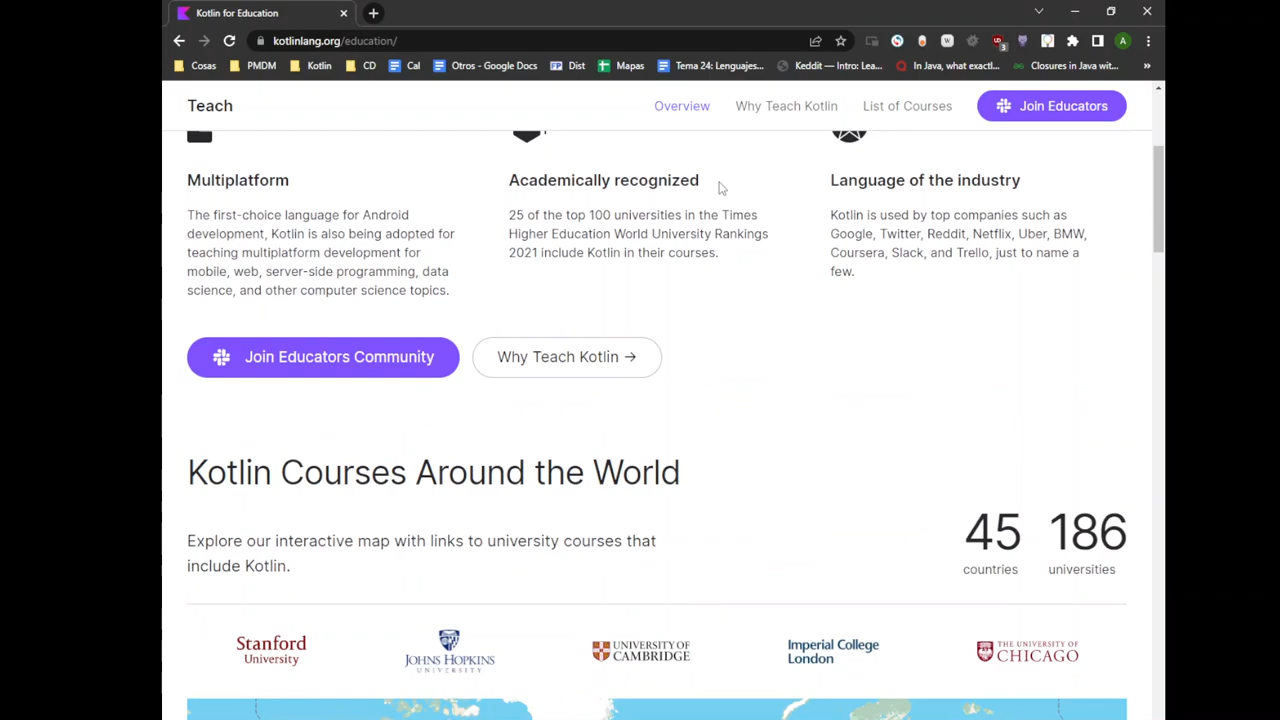 Kotlin for Education
kotlinlang.org/education/
Cosas
PMDM
Kotlin
CD
Cal
Otros - Google Docs
FP Dist
Mapas
Tema 24: Lenguajes...
Keddit — Intro: Lea...
In Java, what exactl...
Closures in Java wit...
»
Teach
Overview
Why Teach Kotlin
List of Courses
Join Educators
Multiplatform
The first-choice language for Android
development, Kotlin is also being adopted for
teaching multiplatform development for
mobile, web, server-side programming, data
science, and other computer science topics.
Academically recognized
25 of the top 100 universities in the Times
Higher Education World University Rankings
2021 include Kotlin in their courses.
Language of the industry
Kotlin is used by top companies such as
Google, Twitter, Reddit, Netflix, Uber, BMW,
Coursera, Slack, and Trello, just to name a
few.
Join Educators Community
Why Teach Kotlin →
Kotlin Courses Around the World
Explore our interactive map with links to university courses that
include Kotlin.
45
countries
186
universities
Stanford
University
JOHNS HOPKINS
UNIVERSITY
UNIVERSITY OF
CAMBRIDGE
Imperial College
London
THE UNIVERSITY OF
CHICAGO